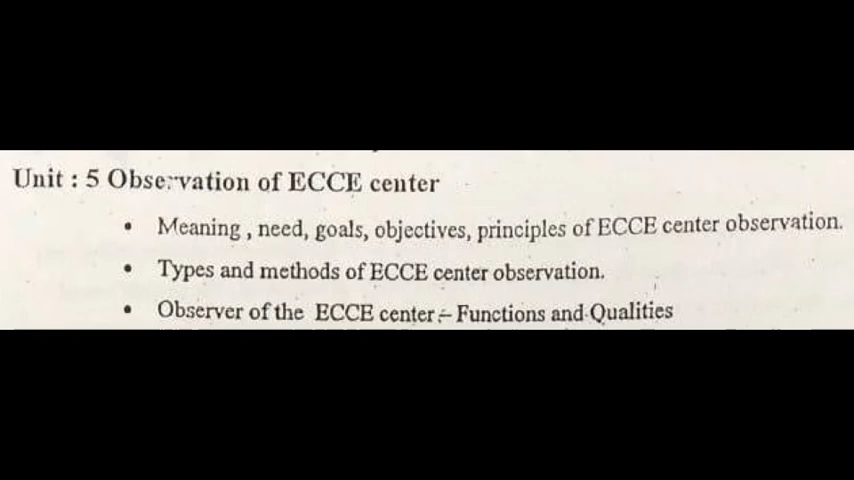 Unit : 5 Observation of ECCE center
• Meaning , need, goals, objectives, principles of ECCE center observation.
• Types and methods of ECCE center observation.
• Observer of the ECCE center :– Functions and Qualities